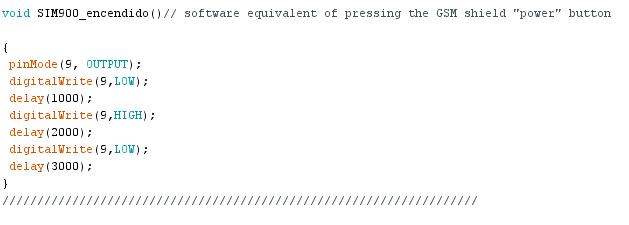 void SIM900_encendido()// software equivalent of pressing the GSM shield "power" button
{
pinMode(9, OUTPUT);
digitalWrite(9,LOW);
delay(1000);
digitalWrite(9,HIGH);
delay(2000);
digitalWrite(9,LOW);
delay(3000);
}
////////////////////////////////////////////////////////////////////